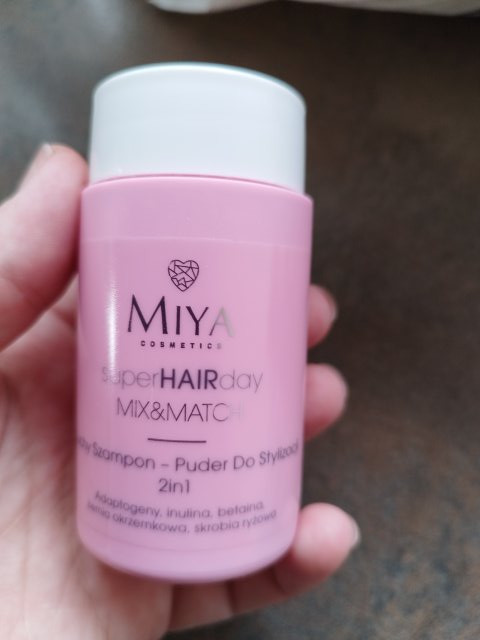 MIYA
COSMETICS
superHAIRday
MIX&MATCH
Szampon - Puder Do Stylizacji
2in1
Adaptogeny, inulina, betaina,
ziemia okrzemkowa, skrobia ryżowa